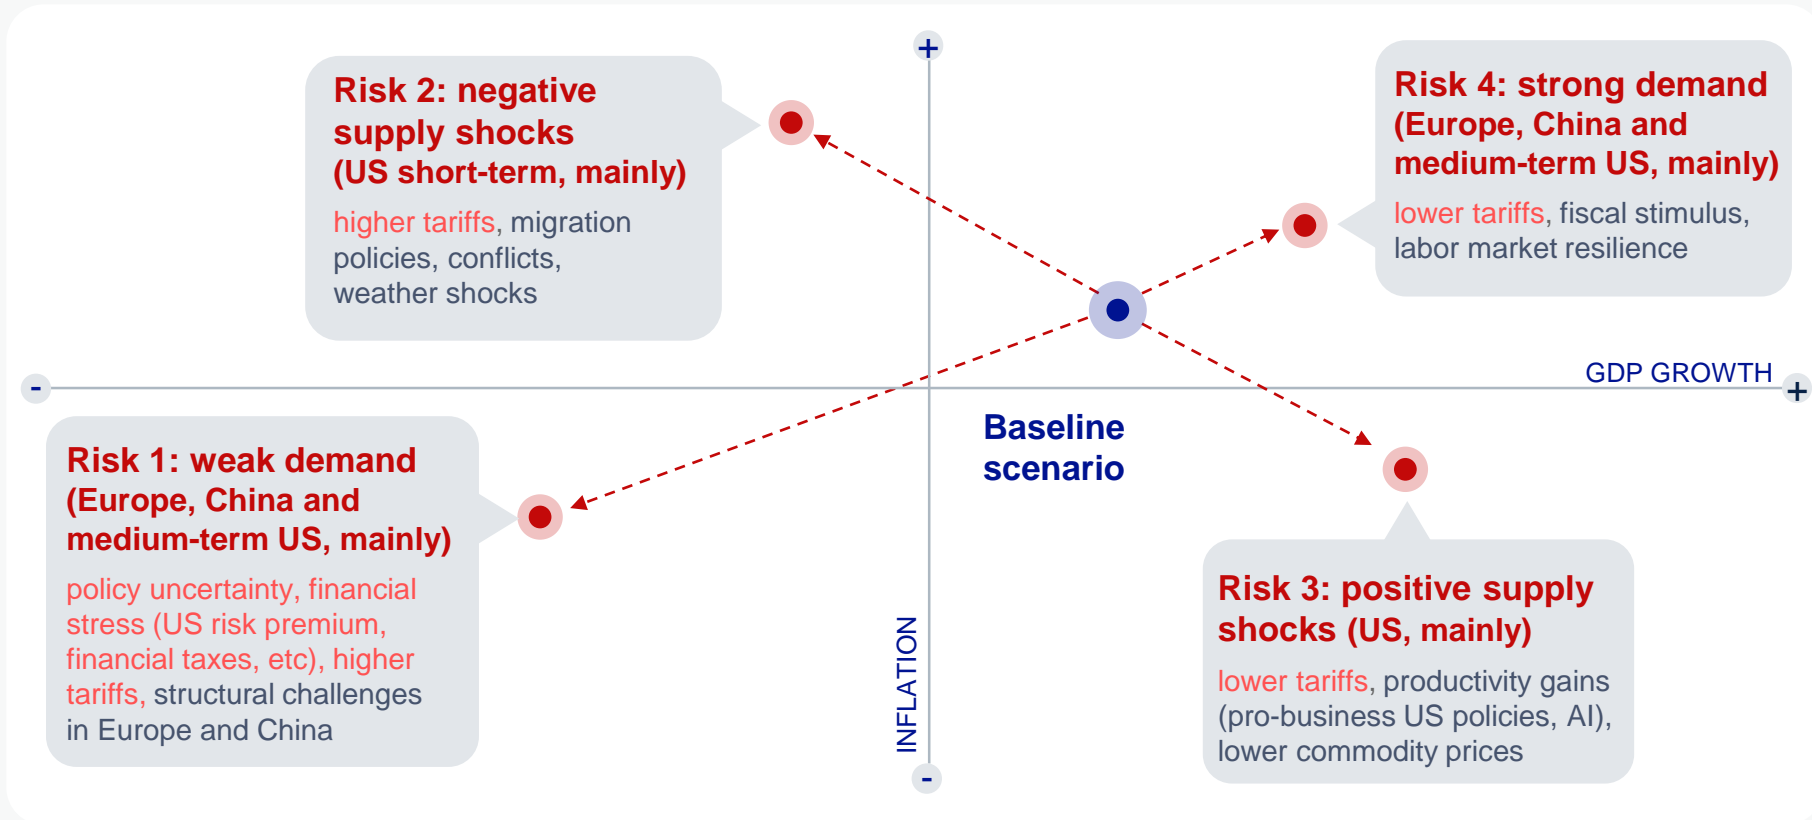 +
Risk 2: negative
supply shocks
(US short-term, mainly)
higher tariffs, migration
policies, conflicts,
weather shocks
Risk 4: strong demand
(Europe, China and
medium-term US, mainly)
lower tariffs, fiscal stimulus,
labor market resilience
GDP GROWTH
-
+
Baseline
scenario
Risk 1: weak demand
(Europe, China and
medium-term US, mainly)
policy uncertainty, financial
stress (US risk premium,
financial taxes, etc), higher
tariffs, structural challenges
in Europe and China
INFLATION
-
Risk 3: positive supply
shocks (US, mainly)
lower tariffs, productivity gains
(pro-business US policies, AI),
lower commodity prices